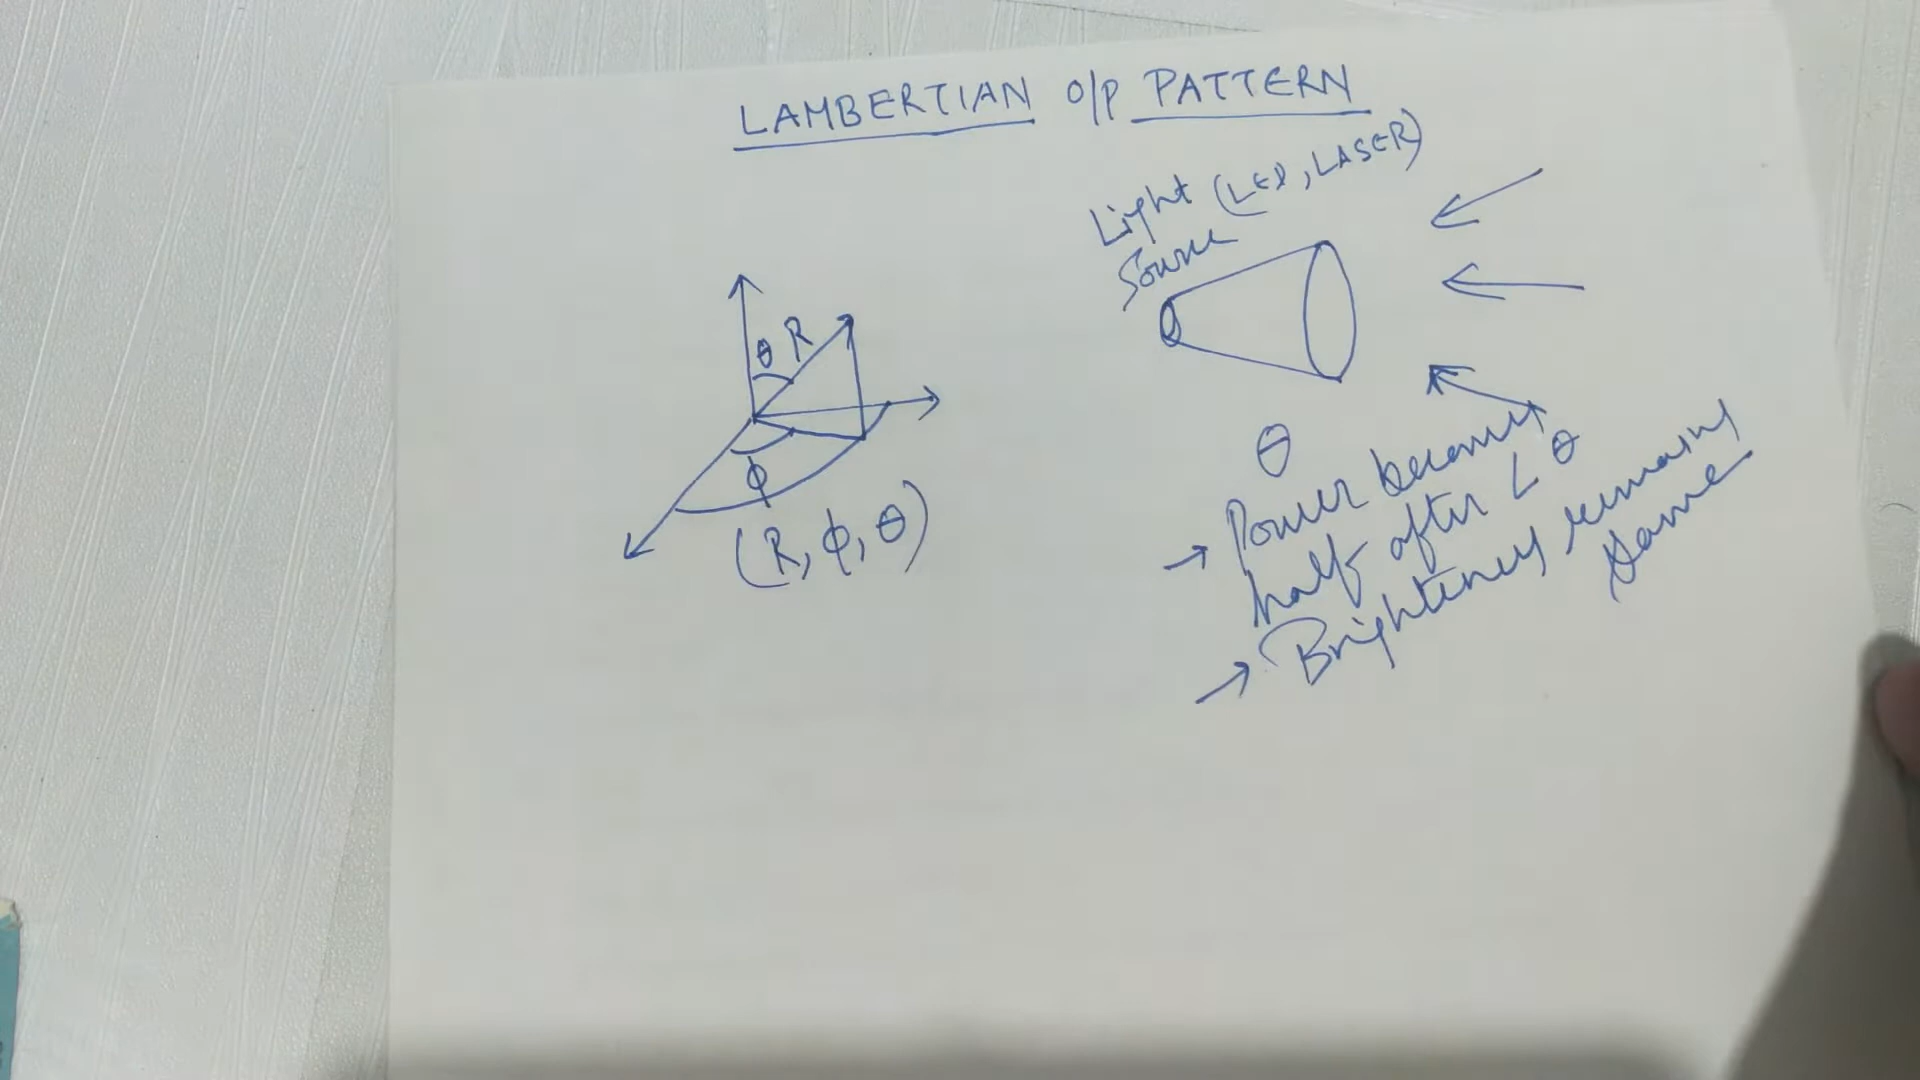 LAMBERTIAN O/P PATTERN
Light (LED, LASER)
Source
θ R
ϕ
(R, ϕ, θ)
θ
→ Power becomes
half after ∠ θ
→ Brightness remains
same